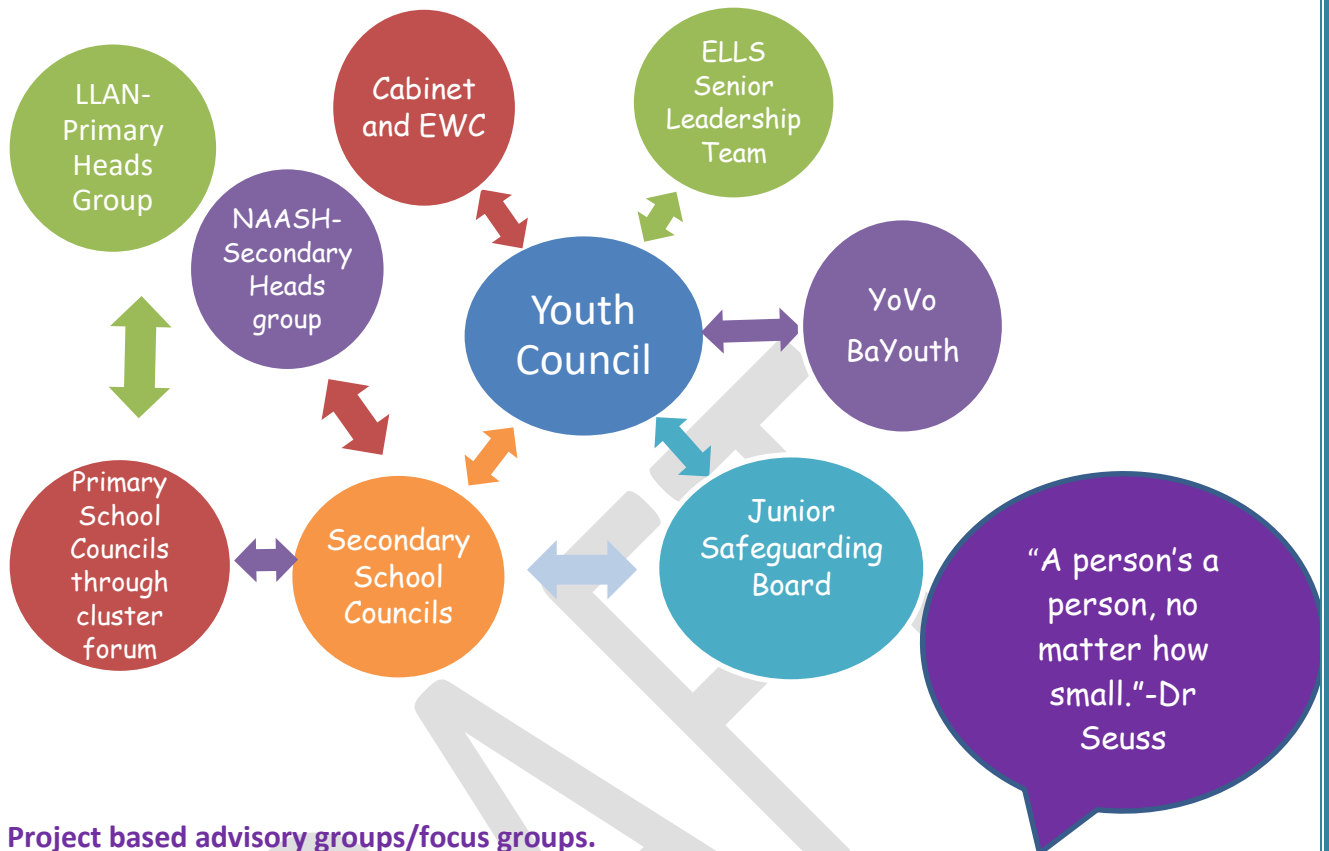 LLAN-
Primary
Heads
Group
Cabinet
and EWC
ELLS
Senior
Leadership
Team
NAASH-
Secondary
Heads
group
Youth
Council
YoVo
BaYouth
Primary
School
Councils
through
cluster
forum
Secondary
School
Councils
Junior
Safeguarding
Board
“A person’s a
person, no
matter how
small.”-Dr
Seuss
Project based advisory groups/focus groups.